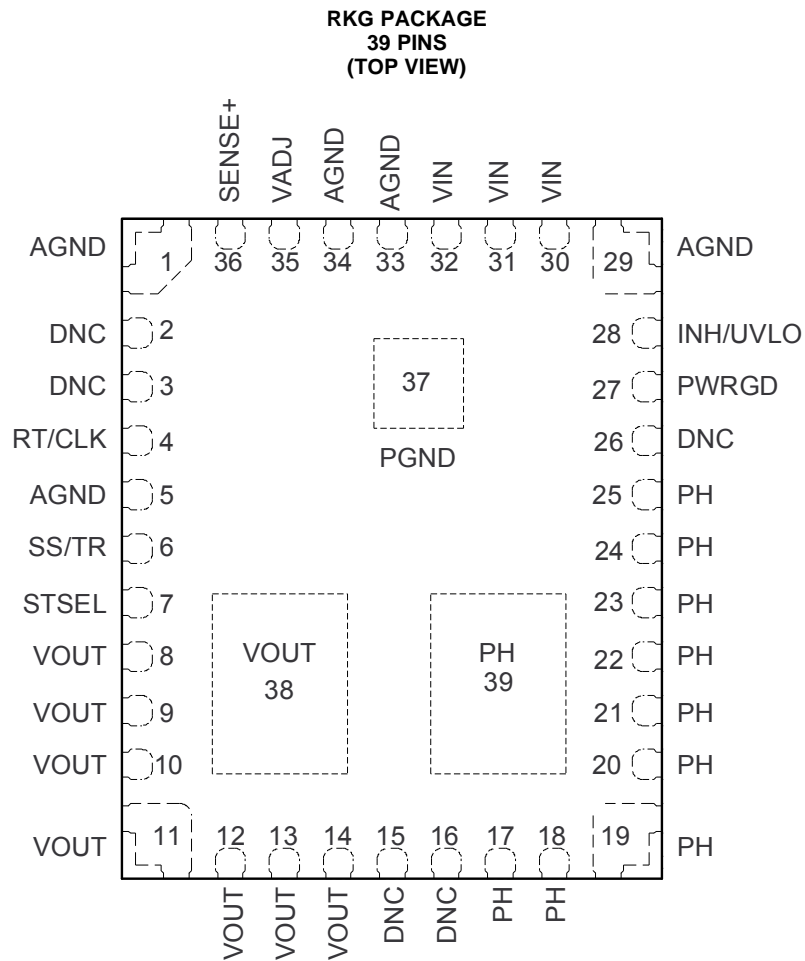 RKG PACKAGE
39 PINS
(TOP VIEW)
SENSE+
VADJ
AGND
AGND
VIN
VIN
VIN
36
35
34
33
32
31
30
AGND
1
29
AGND
DNC
2
28
INH/UVLO
DNC
3
37
27
PWRGD
RT/CLK
4
PGND
26
DNC
AGND
5
25
PH
SS/TR
6
24
PH
STSEL
7
23
PH
VOUT
8
VOUT
38
PH
39
22
PH
VOUT
9
21
PH
VOUT
10
20
PH
VOUT
11
12
13
14
15
16
17
18
19
PH
VOUT
VOUT
VOUT
DNC
DNC
PH
PH